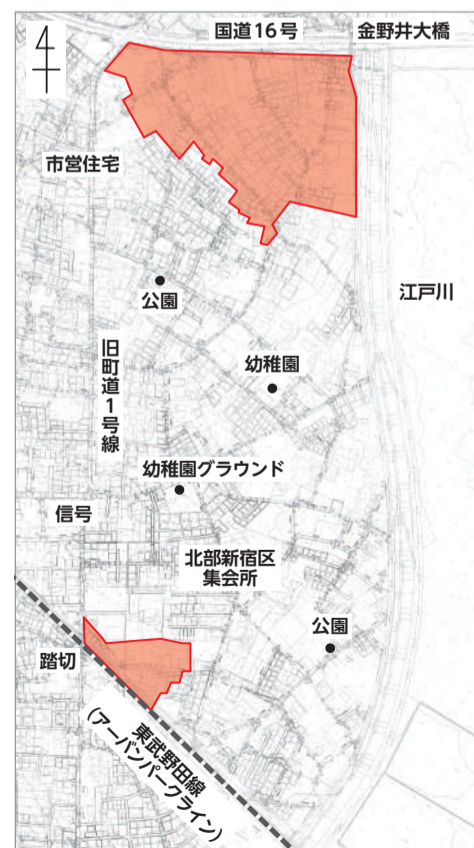 国道16号
金野井大橋
市営住宅
江戸川
公園
旧町道1号線
幼稚園
幼稚園グラウンド
信号
北部新宿区
集会所
公園
踏切
東武野田線
(アーバンパークライン)